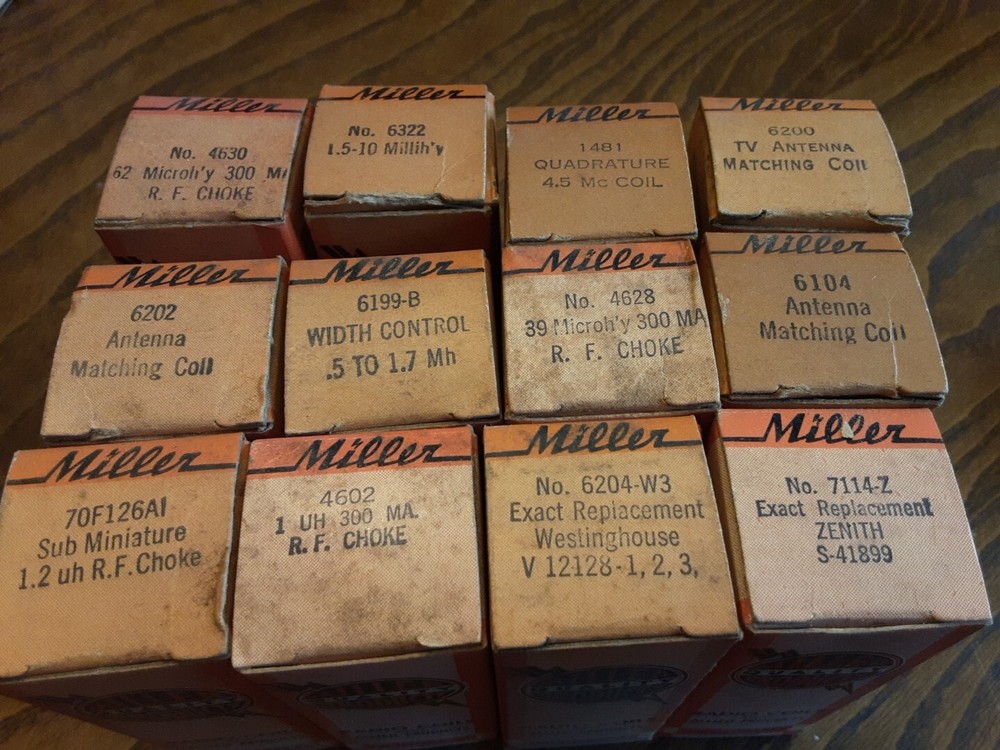 Miller
No. 4630
62 Microh'y 300 MA
R. F. CHOKE
Miller
No. 6322
1.5-10 Millih'y
Miller
1481
QUADRATURE
4.5 Mc COIL
Miller
6200
TV ANTENNA
MATCHING COIL
Miller
6202
Antenna
Matching Coil
Miller
6199-B
WIDTH CONTROL
.5 TO 1.7 Mh
Miller
No. 4628
39 Microh'y 300 MA
R. F. CHOKE
Miller
6104
Antenna
Matching Coil
Miller
70F126AI
Sub Miniature
1.2 uh R.F. Choke
Miller
4602
1 UH 300 MA.
R. F. CHOKE
Miller
No. 6204-W3
Exact Replacement
Westinghouse
V 12128-1, 2, 3,
Miller
No. 7114-Z
Exact Replacement
ZENITH
S-41899
QUALITY
QUALITY
QUALITY